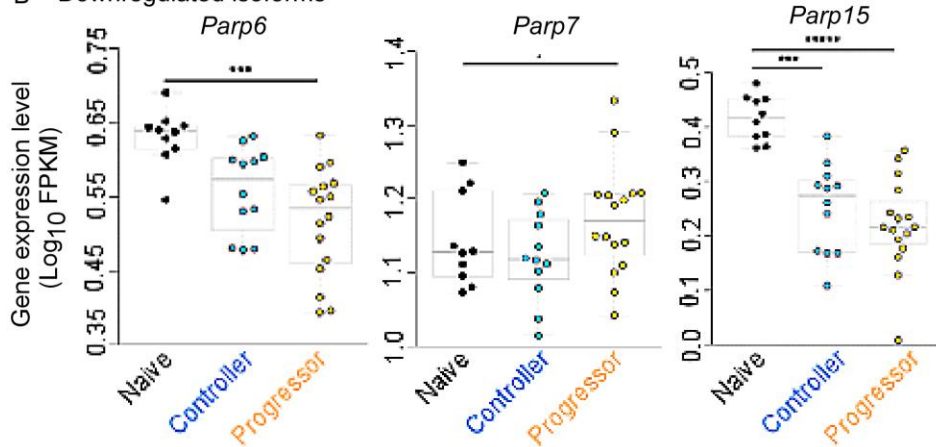 B Downregulated isoforms
Parp6
Parp7
Parp15
Gene expression level
(Log10 FPKM)
0.75
0.65
0.55
0.45
0.35
***
Naive
Controller
Progressor
1.4
1.3
1.2
1.1
1.0
*
Naive
Controller
Progressor
0.5
0.4
0.3
0.2
0.1
0.0
*****
***
Naive
Controller
Progressor